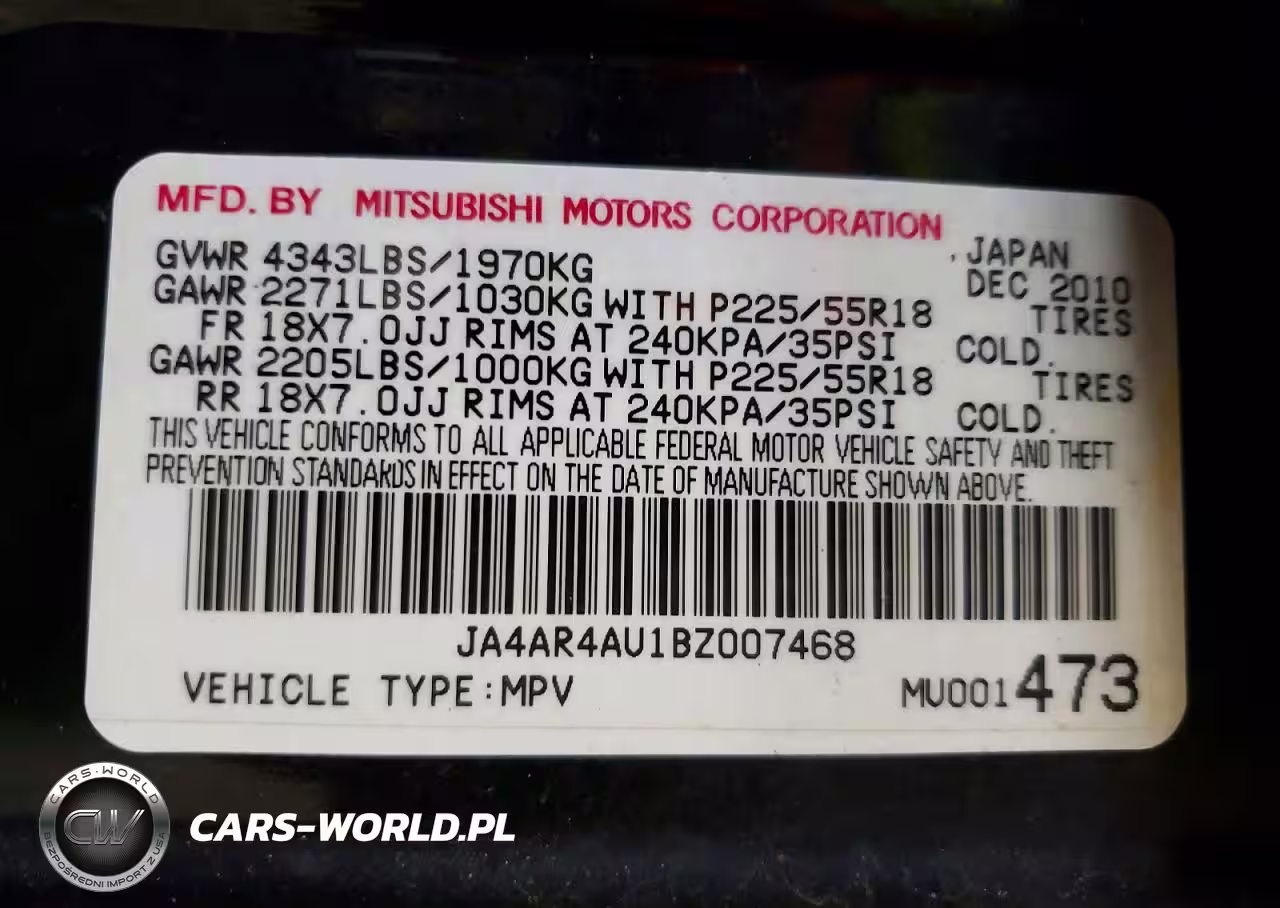 MFD. BY MITSUBISHI MOTORS CORPORATION
GVWR 4343LBS/1970KG , JAPAN
GAWR 2271LBS/1030KG WITH P225/55R18 DEC 2010
FR 18X7.0JJ RIMS AT 240KPA/35PSI TIRES
COLD.
GAWR 2205LBS/1000KG WITH P225/55R18 TIRES
RR 18X7.0JJ RIMS AT 240KPA/35PSI COLD.
THIS VEHICLE CONFORMS TO ALL APPLICABLE FEDERAL MOTOR VEHICLE SAFETY AND THEFT
PREVENTION STANDARDS IN EFFECT ON THE DATE OF MANUFACTURE SHOWN ABOVE.
JA4AR4AU1BZ007468
VEHICLE TYPE:MPV MU001473
CARS-WORLD
CW
BEZPOŚREDNI IMPORT Z USA
CARS-WORLD.PL